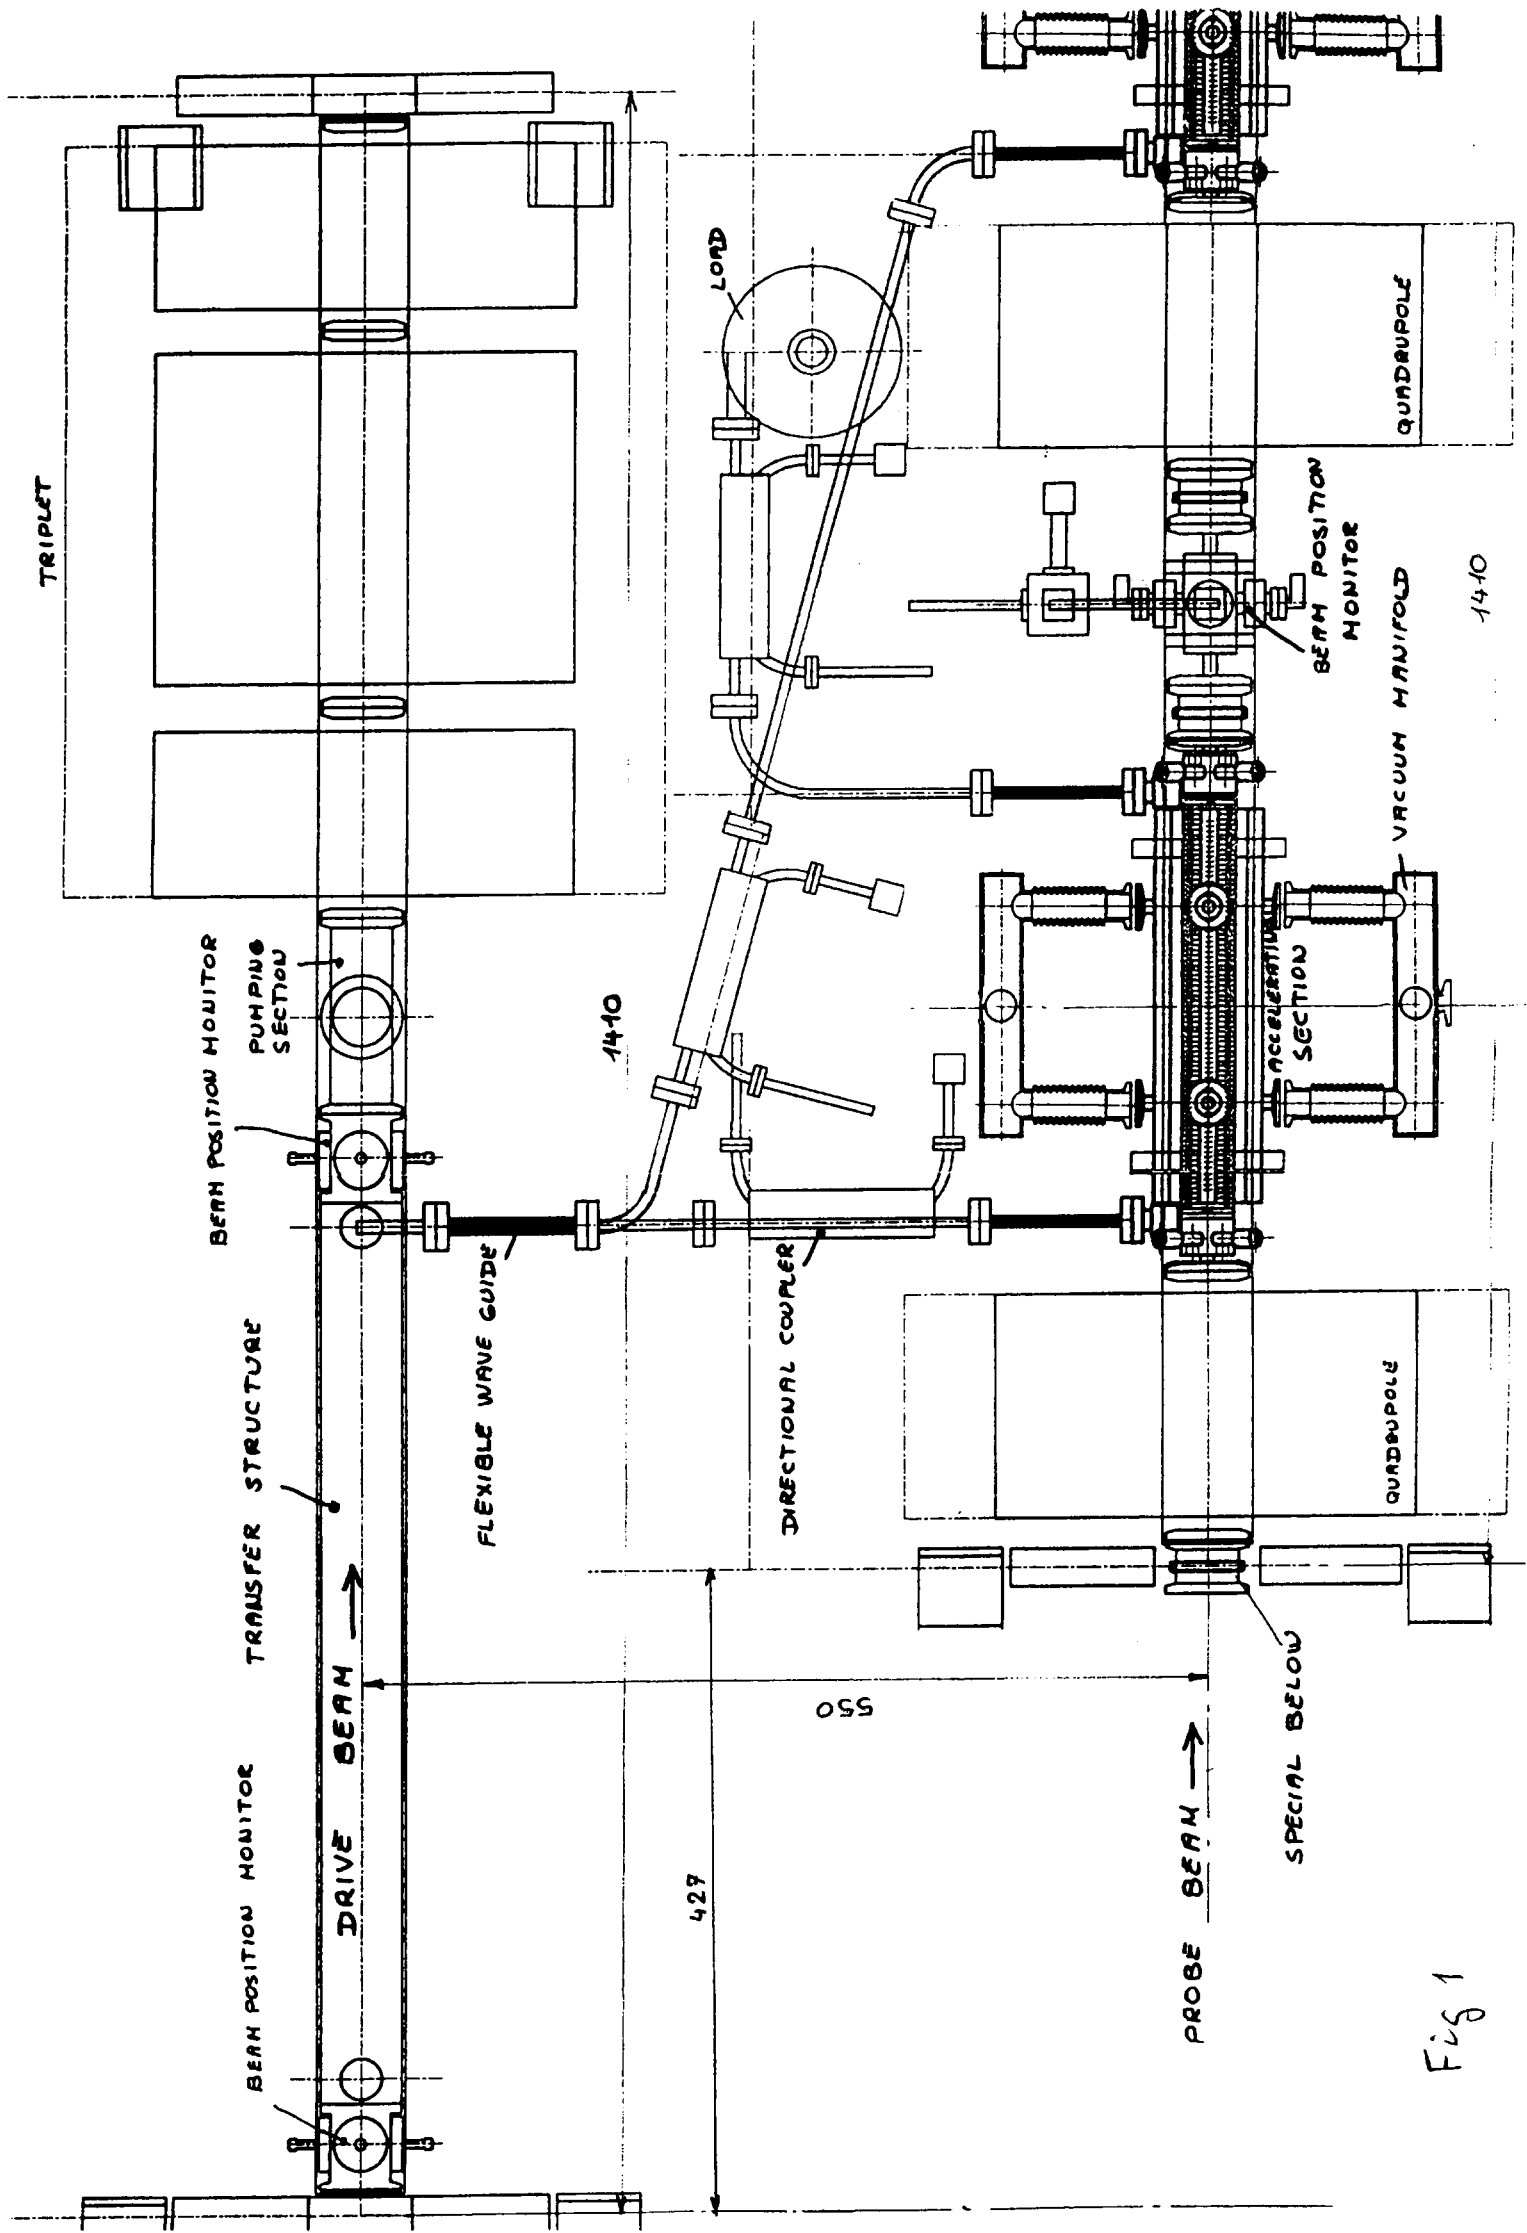 TRIPLET
LOAD
QUADRUPOLE
BEAM POSITION
MONITOR
VACUUM MANIFOLD
1410
BEAM POSITION MONITOR
PUMPING
SECTION
1410
ACCELERATING
SECTION
TRANSFER STRUCTURE
FLEXIBLE WAVE GUIDE
DIRECTIONAL COUPLER
QUADRUPOLE
BEAM POSITION MONITOR
DRIVE BEAM →
550
427
PROBE BEAM →
SPECIAL BELOW
Fig 1